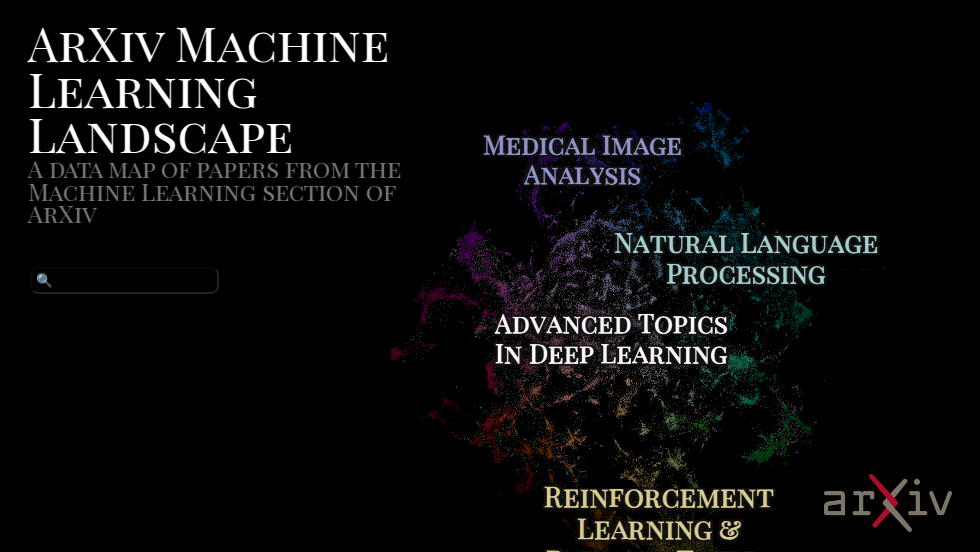 ArXiv Machine
Learning
Landscape
A data map of papers from the
Machine Learning section of
ArXiv
Medical Image
Analysis
Natural Language
Processing
Advanced Topics
In Deep Learning
Reinforcement
Learning &
arXiv